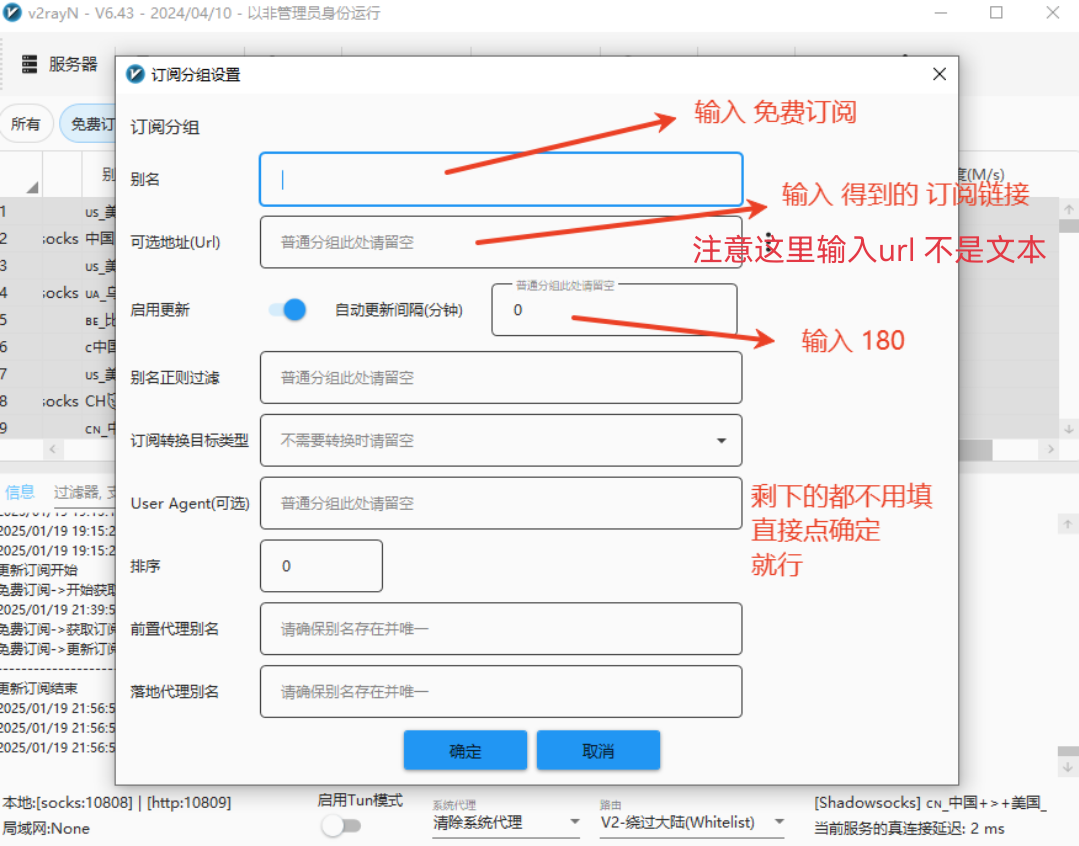 v2rayN - V6.43 - 2024/04/10 - 以非管理员身份运行
服务器
订阅分组设置
所有
免费订
订阅分组
输入 免费订阅
别
度(M/s)
别名
输入 得到的 订阅链接
可选地址(Url)
普通分组此处请留空
注意这里输入url 不是文本
启用更新
自动更新间隔(分钟)
普通分组此处请留空
0
输入 180
别名正则过滤
普通分组此处请留空
订阅转换目标类型
不需要转换时请留空
User Agent(可选)
普通分组此处请留空
剩下的都不用填
直接点确定
就行
排序
0
前置代理别名
请确保别名存在并唯一
落地代理别名
请确保别名存在并唯一
确定
取消
1
us_美
2
socks 中国
3
us_美
4
socks UA_乌
5
BE_比
6
c中国
7
us_美
8
socks CH
9
CN_中
信息
过滤器, 支
2025/01/19 19:15:1
2025/01/19 19:15:2
2025/01/19 19:15:2
更新订阅开始
免费订阅->开始获取
2025/01/19 21:39:5
免费订阅->获取订阅
免费订阅->更新订阅
更新订阅结束
2025/01/19 21:56:5
2025/01/19 21:56:5
2025/01/19 21:56:5
本地:[socks:10808] | [http:10809]
局域网:None
启用Tun模式
系统代理
清除系统代理
路由
V2-绕过大陆(Whitelist)
[Shadowsocks] CN_中国+>+美国_
当前服务的真连接延迟: 2 ms